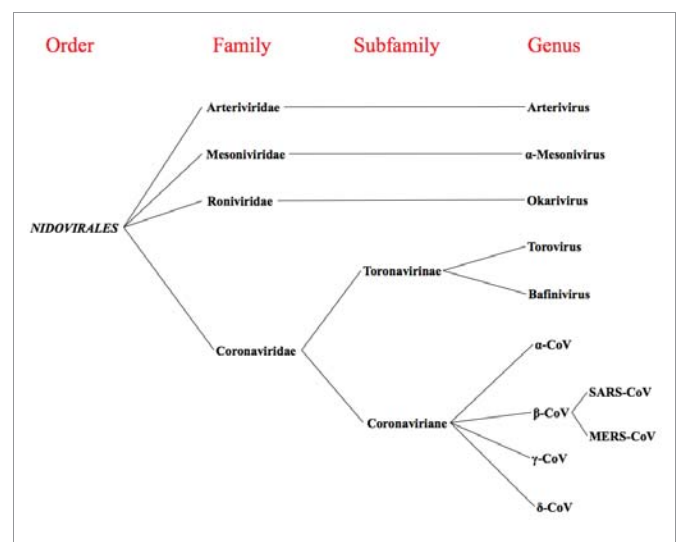 Order Family Subfamily Genus
Arteriviridae Arterivirus
Mesoniviridae α-Mesonivirus
Roniviridae Okarivirus
NIDOVIRALES
Torovirus
Toronavirinae
Bafinivirus
Coronaviridae
α-CoV
SARS-CoV
β-CoV
Coronaviriane
MERS-CoV
γ-CoV
δ-CoV